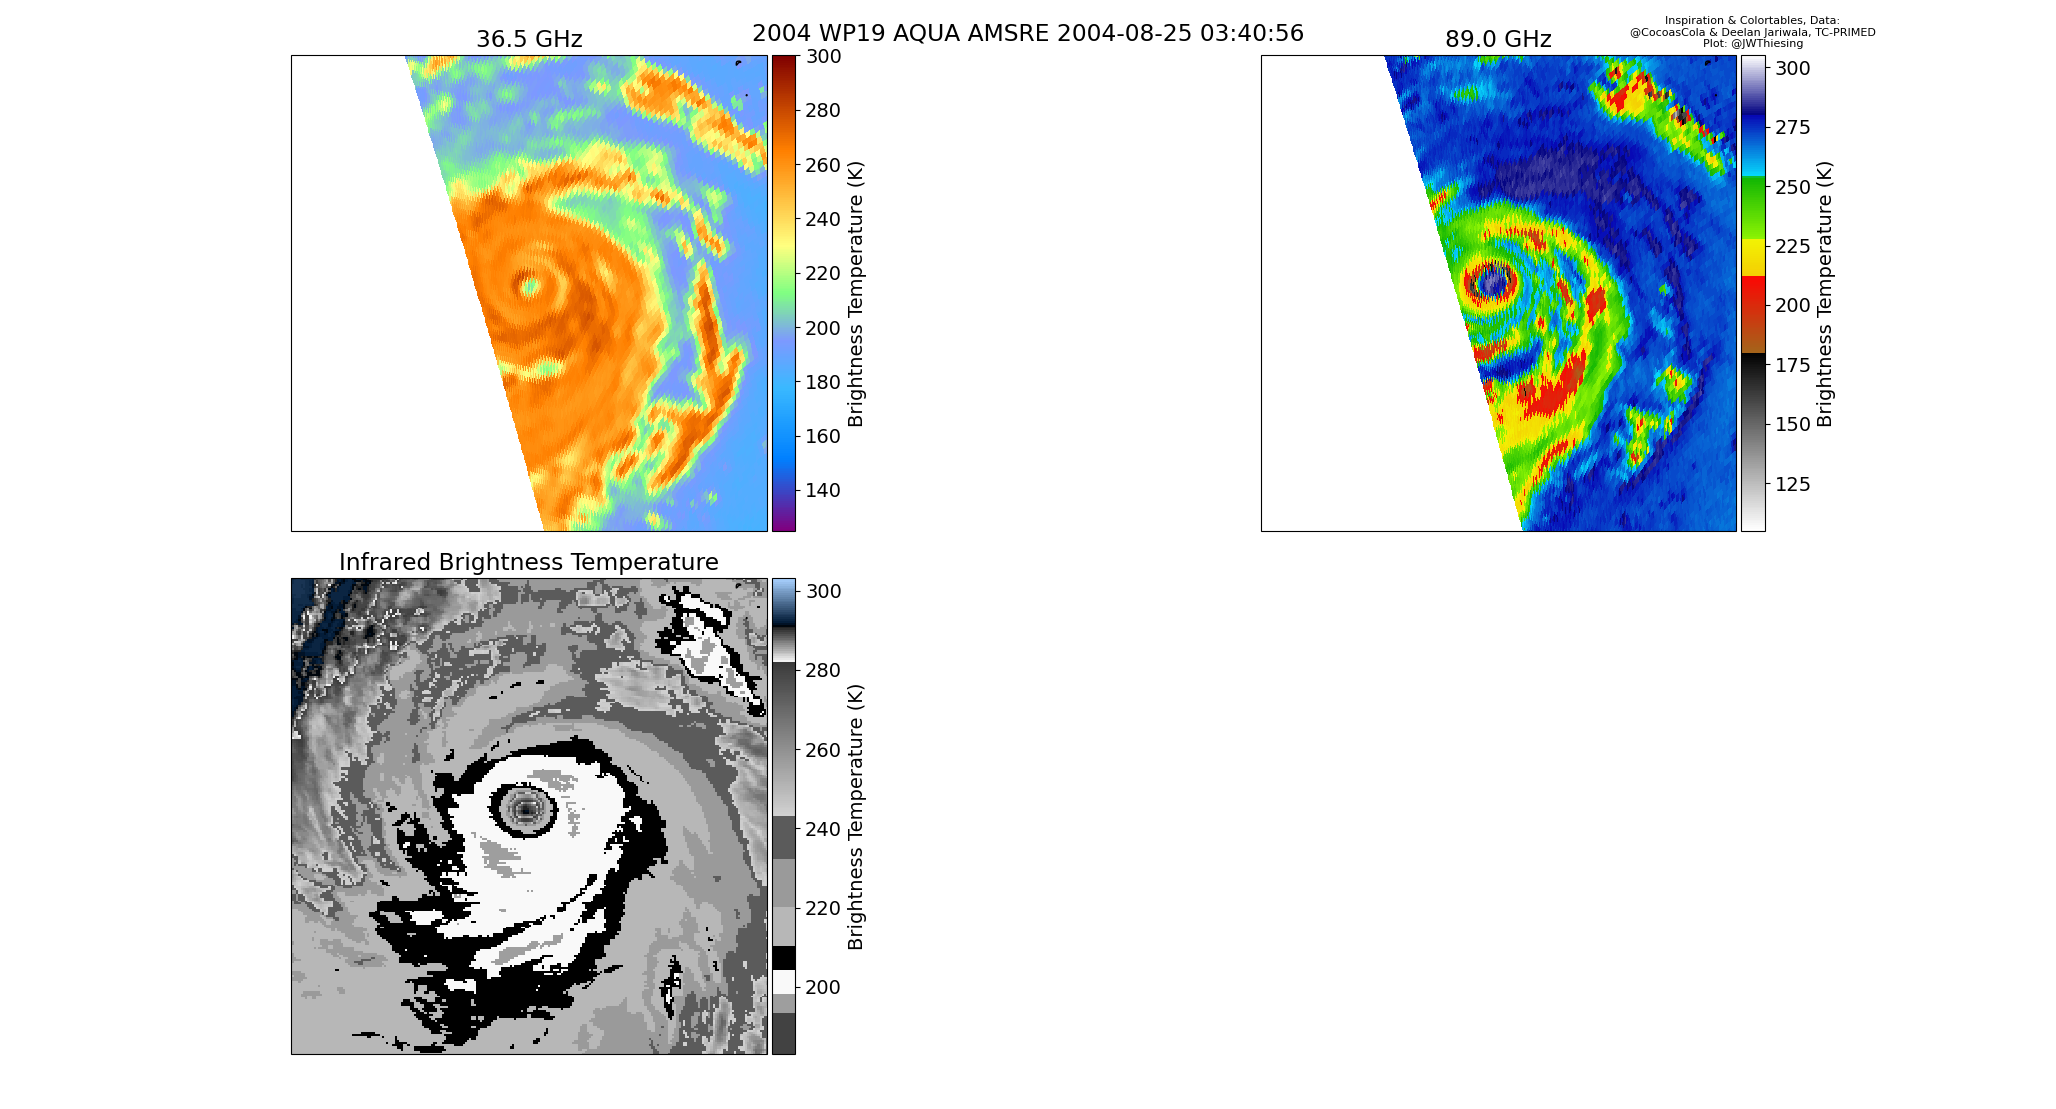 2004 WP19 AQUA AMSRE 2004-08-25 03:40:56
Inspiration & Colortables, Data:
@CocoasCola & Deelan Jariwala, TC-PRIMED
Plot: @JWThiesing
36.5 GHz
300
280
260
240
220
200
180
160
140
Brightness Temperature (K)
89.0 GHz
300
275
250
225
200
175
150
125
Brightness Temperature (K)
Infrared Brightness Temperature
300
280
260
240
220
200
Brightness Temperature (K)